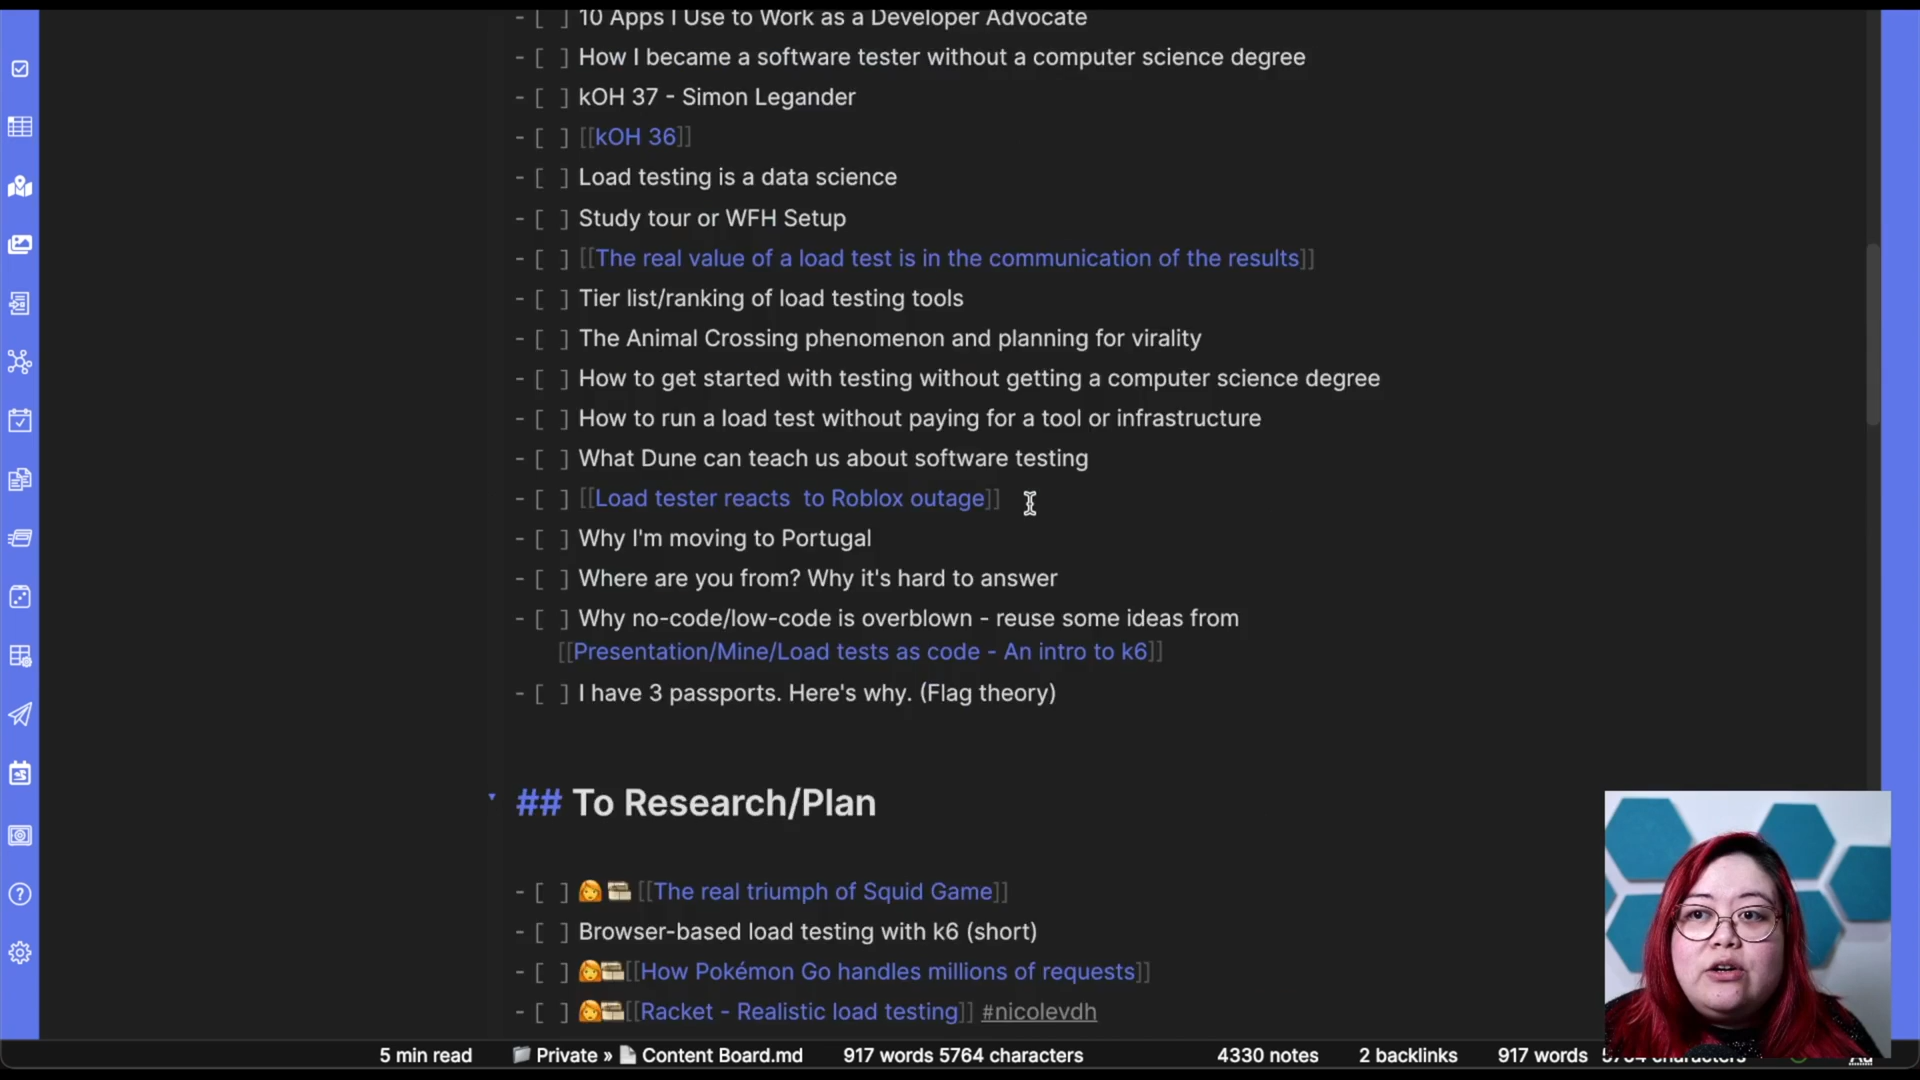 - [ ] 10 Apps I Use to Work as a Developer Advocate
- [ ] How I became a software tester without a computer science degree
- [ ] kOH 37 - Simon Legander
- [ ] [[kOH 36]]
- [ ] Load testing is a data science
- [ ] Study tour or WFH Setup
- [ ] [[The real value of a load test is in the communication of the results]]
- [ ] Tier list/ranking of load testing tools
- [ ] The Animal Crossing phenomenon and planning for virality
- [ ] How to get started with testing without getting a computer science degree
- [ ] How to run a load test without paying for a tool or infrastructure
- [ ] What Dune can teach us about software testing
- [ ] [[Load tester reacts  to Roblox outage]]
- [ ] Why I'm moving to Portugal
- [ ] Where are you from? Why it's hard to answer
- [ ] Why no-code/low-code is overblown - reuse some ideas from
[[Presentation/Mine/Load tests as code - An intro to k6]]
- [ ] I have 3 passports. Here's why. (Flag theory)
## To Research/Plan
- [ ] [[The real triumph of Squid Game]]
- [ ] Browser-based load testing with k6 (short)
- [ ] [[How Pokémon Go handles millions of requests]]
- [ ] [[Racket - Realistic load testing]] #nicolevdh
5 min read Private » Content Board.md 917 words 5764 characters 4330 notes 2 backlinks 917 words